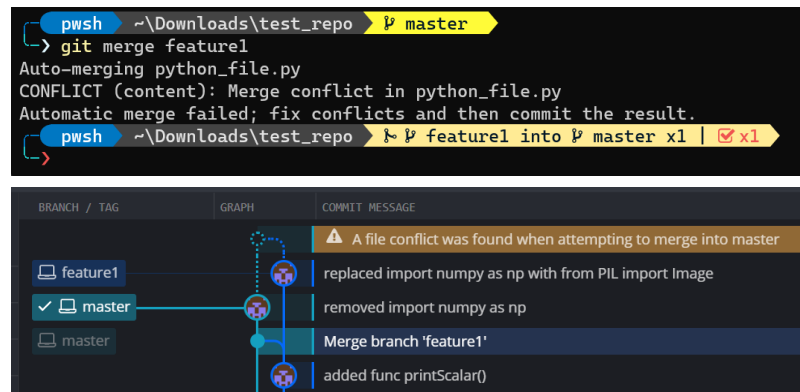 pwsh ~\Downloads\test_repo master
❯ git merge feature1
Auto-merging python_file.py
CONFLICT (content): Merge conflict in python_file.py
Automatic merge failed; fix conflicts and then commit the result.
pwsh ~\Downloads\test_repo feature1 into master x1 | x1
❯
BRANCH / TAG GRAPH COMMIT MESSAGE
A file conflict was found when attempting to merge into master
feature1 replaced import numpy as np with from PIL import Image
master removed import numpy as np
master Merge branch 'feature1'
added func printScalar()